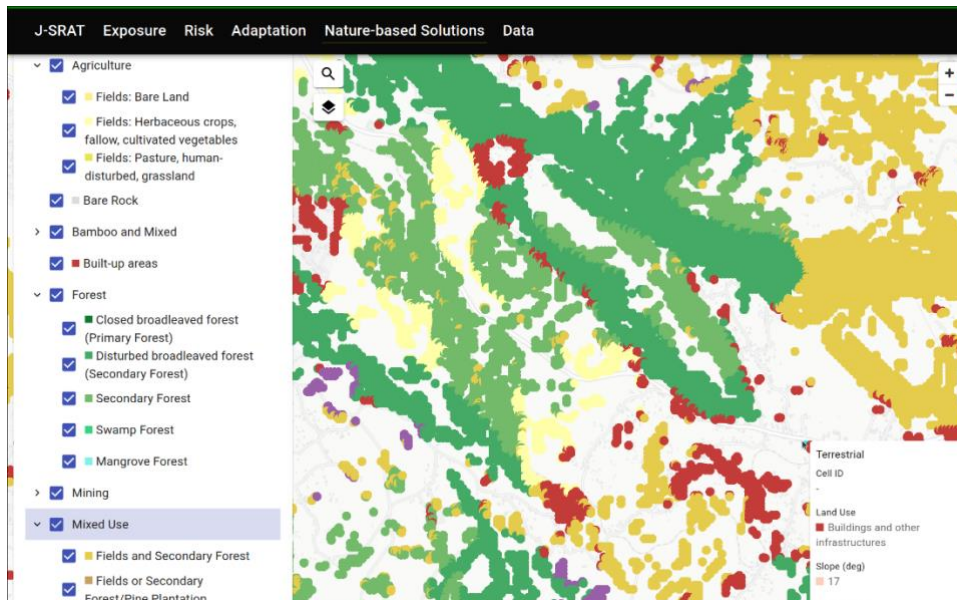 J-SRAT Exposure Risk Adaptation Nature-based Solutions Data
Agriculture
Fields: Bare Land
Fields: Herbaceous crops,
fallow, cultivated vegetables
Fields: Pasture, human-
disturbed, grassland
Bare Rock
Bamboo and Mixed
Built-up areas
Forest
Closed broadleaved forest
(Primary Forest)
Disturbed broadleaved forest
(Secondary Forest)
Secondary Forest
Swamp Forest
Mangrove Forest
Mining
Mixed Use
Fields and Secondary Forest
Fields or Secondary
Forest/Pine Plantation
+
−
Terrestrial
Cell ID
-
Land Use
Buildings and other
infrastructures
Slope (deg)
17